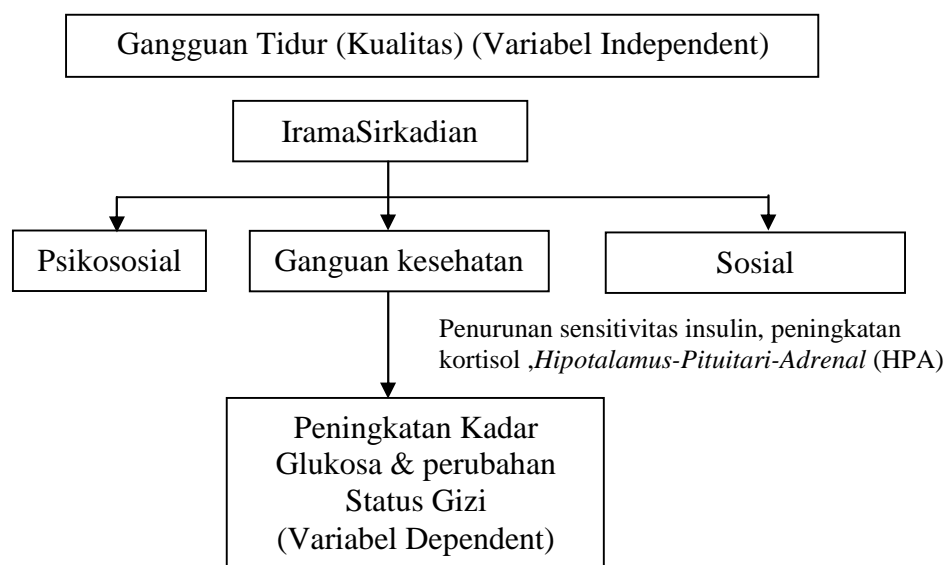 Gangguan Tidur (Kualitas) (Variabel Independent)
IramaSirkadian
Psikososial
Ganguan kesehatan
Sosial
Penurunan sensitivitas insulin, peningkatan
kortisol ,Hipotalamus-Pituitari-Adrenal (HPA)
Peningkatan Kadar
Glukosa & perubahan
Status Gizi
(Variabel Dependent)